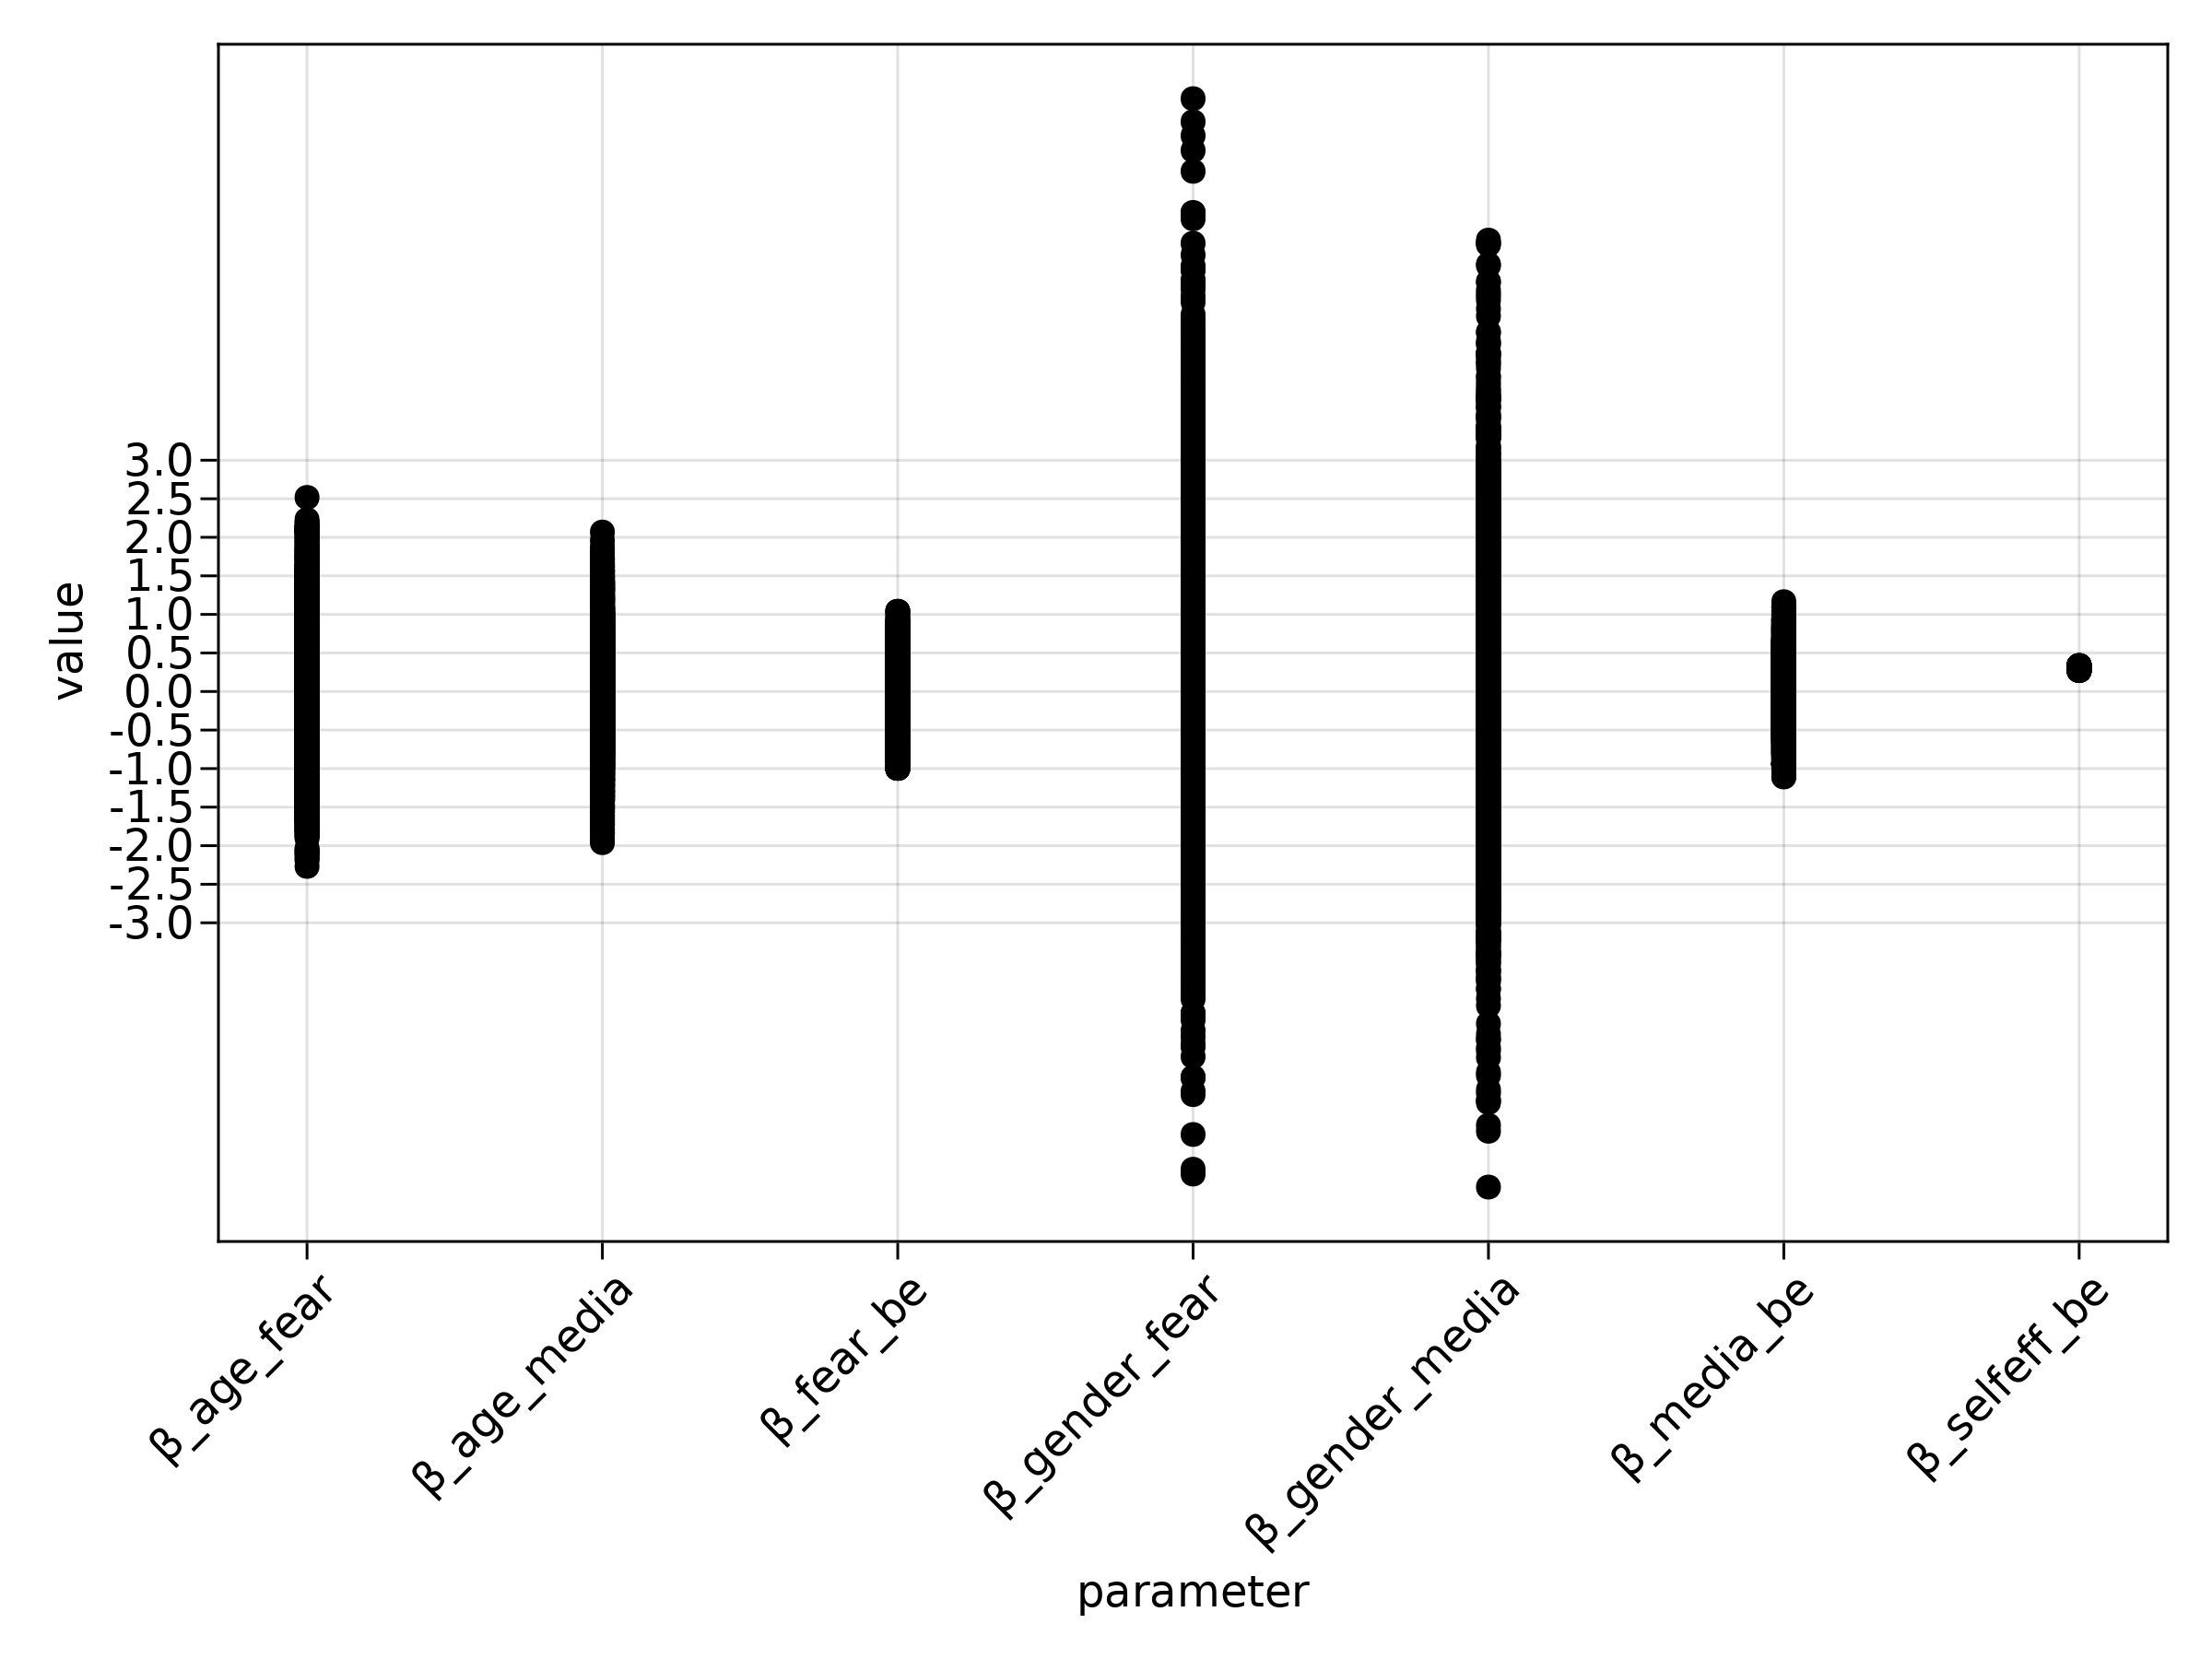 value
3.0
2.5
2.0
1.5
1.0
0.5
0.0
-0.5
-1.0
-1.5
-2.0
-2.5
-3.0
β_age_fear
β_age_media
β_fear_be
β_gender_fear
β_gender_media
β_media_be
β_selfeff_be
parameter